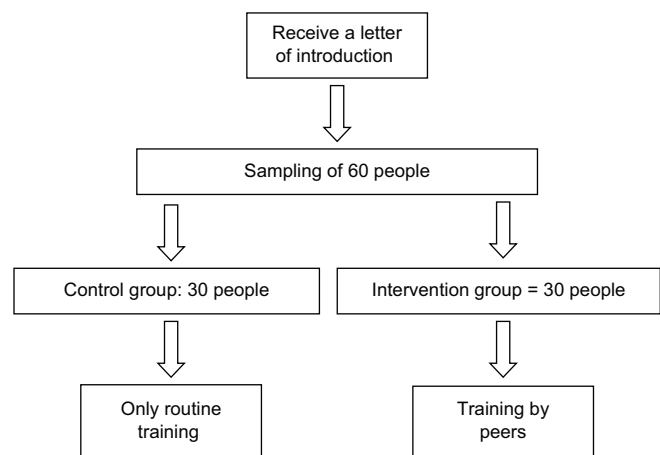 Receive a letter
of introduction
Sampling of 60 people
Control group: 30 people
Intervention group = 30 people
Only routine
training
Training by
peers